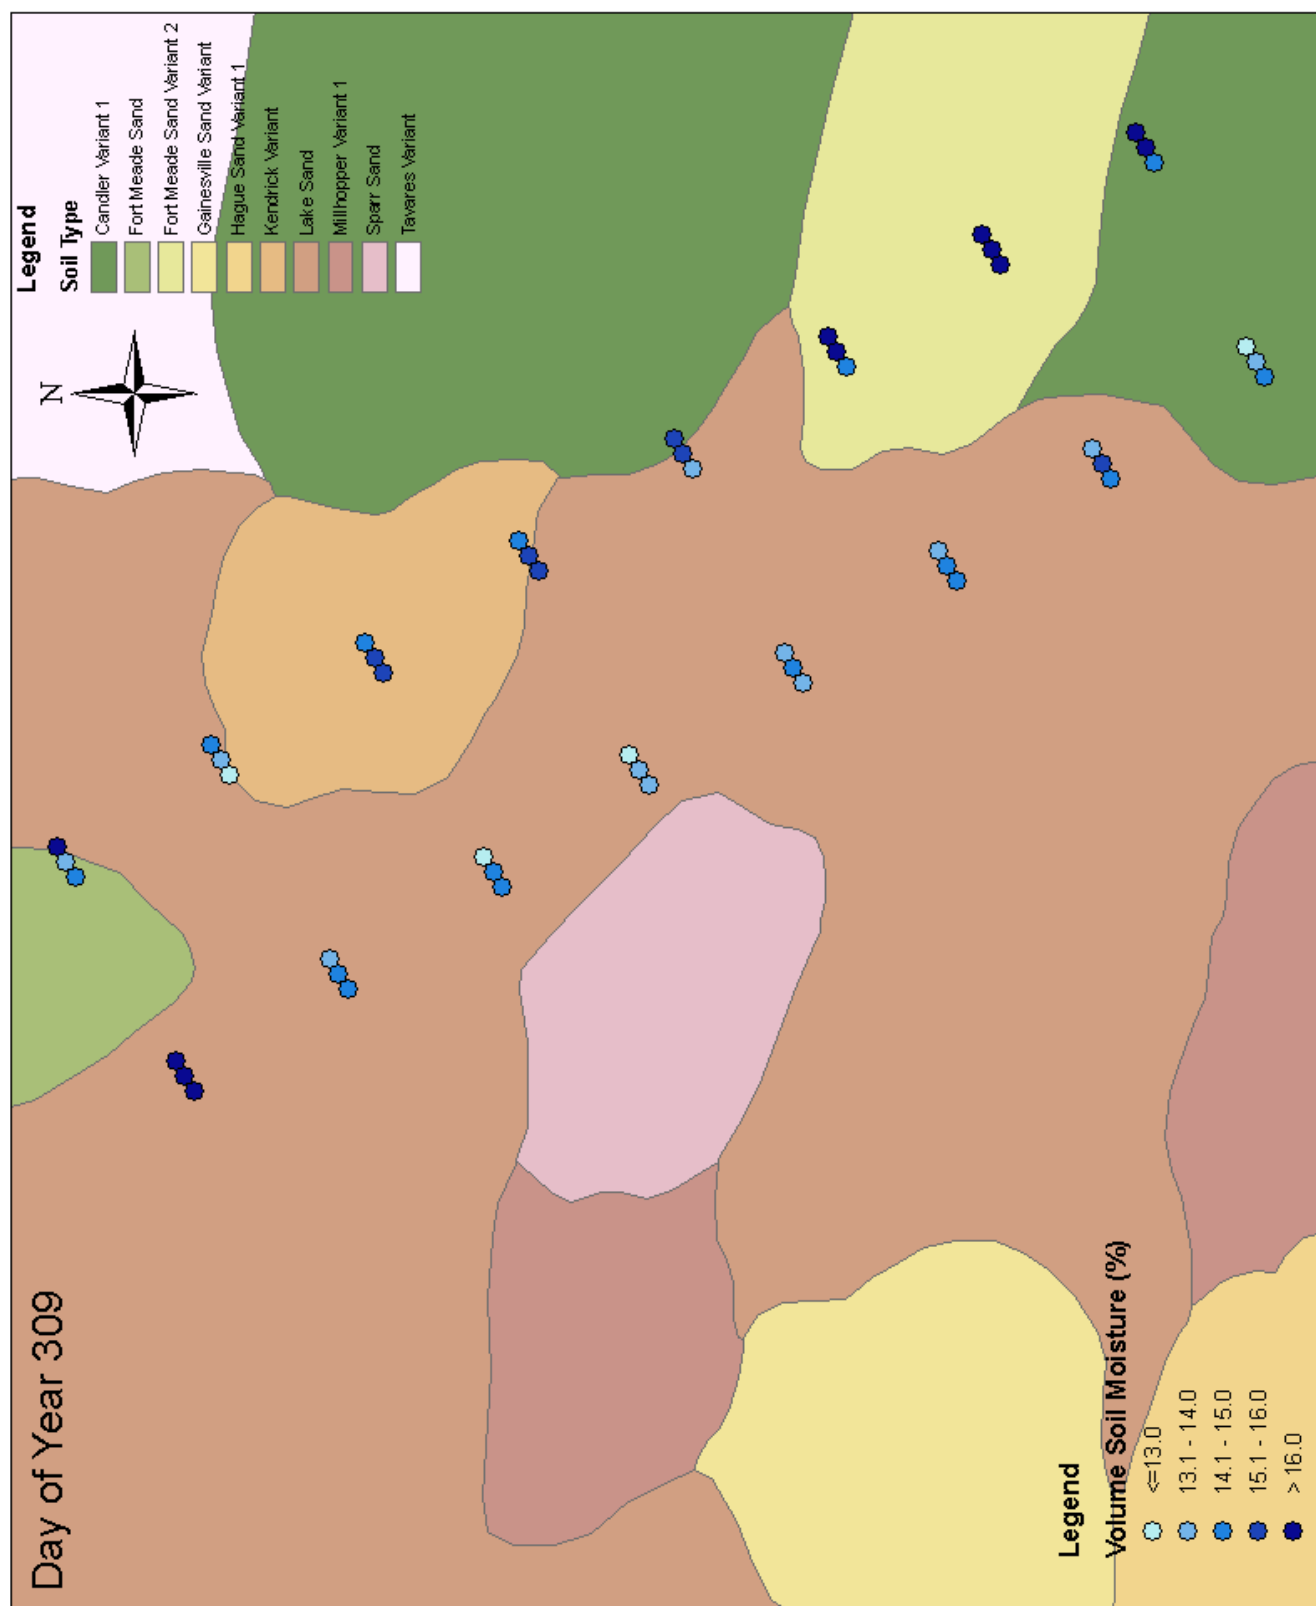 Day of Year 309
N
Legend
Soil Type
Candler Variant 1
Fort Meade Sand
Fort Meade Sand Variant 2
Gainesville Sand Variant
Hague Sand Variant 1
Kendrick Variant
Lake Sand
Millhopper Variant 1
Sparr Sand
Tavares Variant
Legend
Volume Soil Moisture (%)
<=13.0
13.1 - 14.0
14.1 - 15.0
15.1 - 16.0
> 16.0